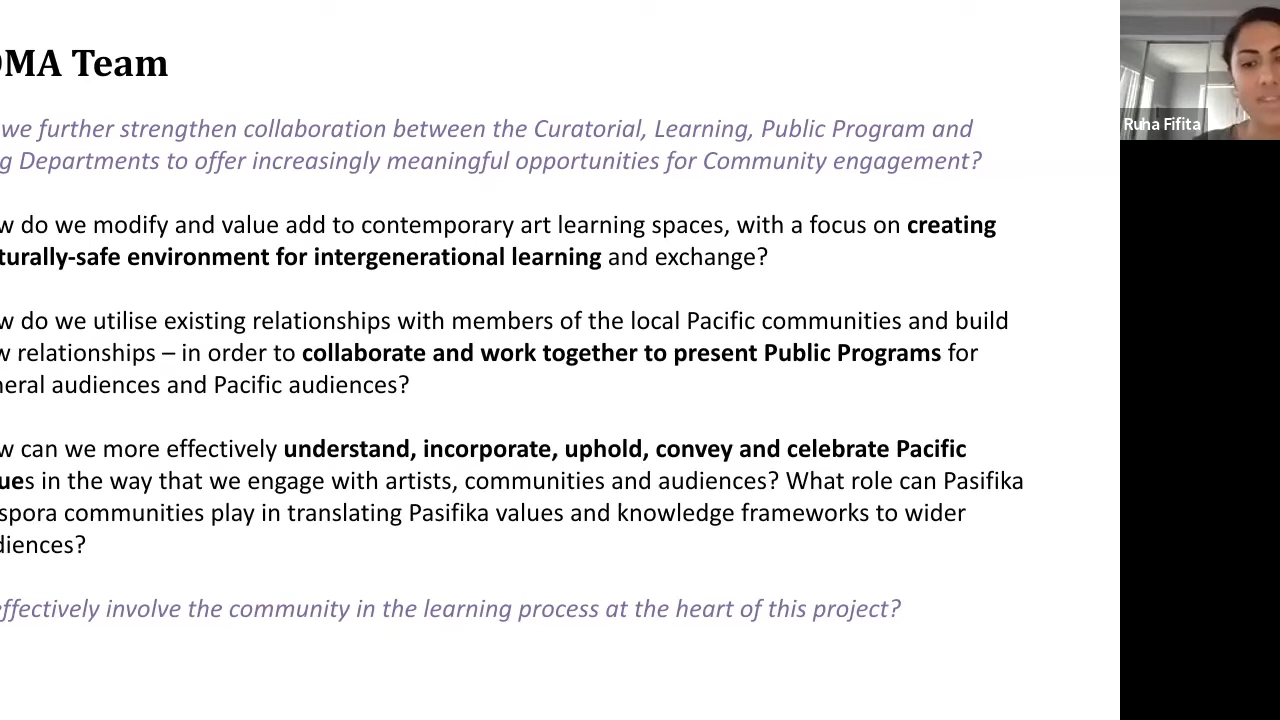 OMA Team
we further strengthen collaboration between the Curatorial, Learning, Public Program and
g Departments to offer increasingly meaningful opportunities for Community engagement?
w do we modify and value add to contemporary art learning spaces, with a focus on creating
turally-safe environment for intergenerational learning and exchange?
w do we utilise existing relationships with members of the local Pacific communities and build
w relationships – in order to collaborate and work together to present Public Programs for
neral audiences and Pacific audiences?
w can we more effectively understand, incorporate, uphold, convey and celebrate Pacific
ues in the way that we engage with artists, communities and audiences? What role can Pasifika
spora communities play in translating Pasifika values and knowledge frameworks to wider
diences?
effectively involve the community in the learning process at the heart of this project?
Ruha Fifita